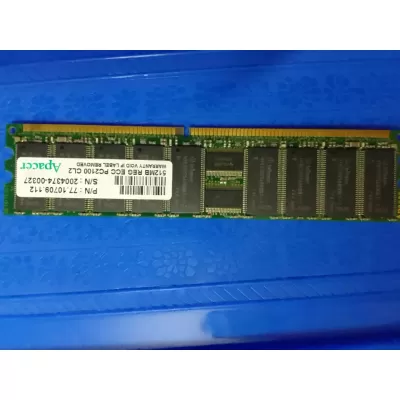 Apacer
512MB REG ECC PC2100 CL2
WARRANTY VOID IF LABEL REMOVED
S/N : 2004374-00327
P/N : 77.10709.112